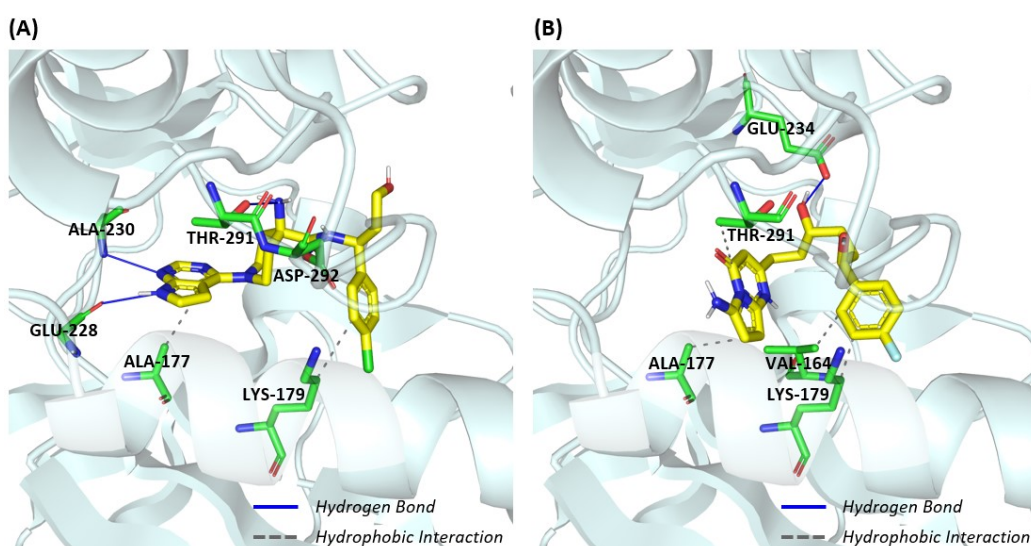 (A)
ALA-230
THR-291
ASP-292
GLU-228
ALA-177
LYS-179
Hydrogen Bond
Hydrophobic Interaction
(B)
GLU-234
THR-291
ALA-177
VAL-164
LYS-179
Hydrogen Bond
Hydrophobic Interaction